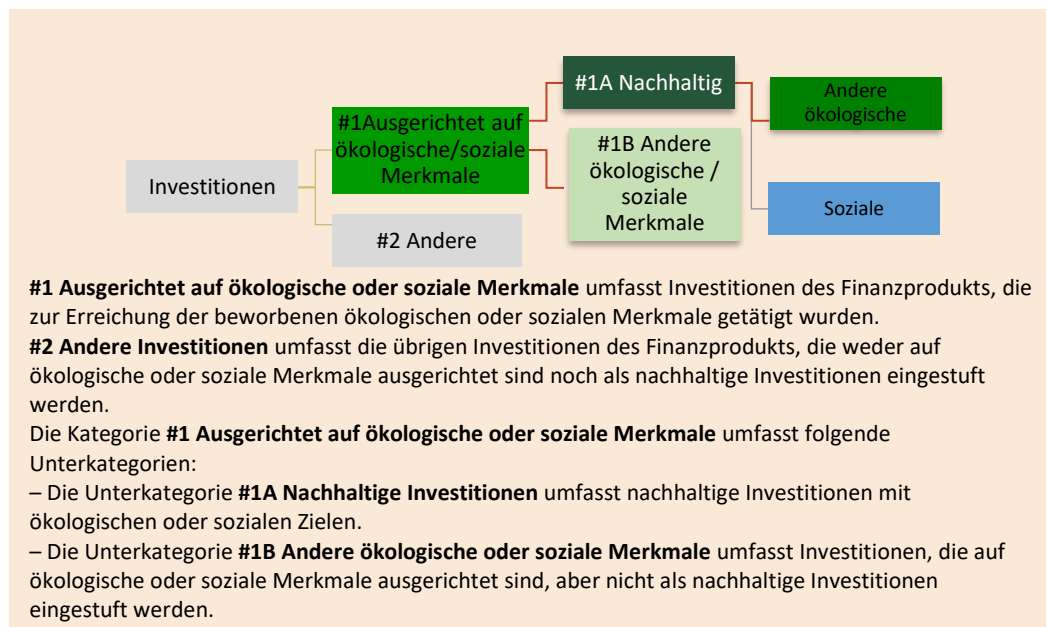 Investitionen
#1Ausgerichtet auf
ökologische/soziale
Merkmale
#2 Andere
#1A Nachhaltig
#1B Andere
ökologische /
soziale
Merkmale
Andere
ökologische
Soziale
#1 Ausgerichtet auf ökologische oder soziale Merkmale umfasst Investitionen des Finanzprodukts, die
zur Erreichung der beworbenen ökologischen oder sozialen Merkmale getätigt wurden.
#2 Andere Investitionen umfasst die übrigen Investitionen des Finanzprodukts, die weder auf
ökologische oder soziale Merkmale ausgerichtet sind noch als nachhaltige Investitionen eingestuft
werden.
Die Kategorie #1 Ausgerichtet auf ökologische oder soziale Merkmale umfasst folgende
Unterkategorien:
– Die Unterkategorie #1A Nachhaltige Investitionen umfasst nachhaltige Investitionen mit
ökologischen oder sozialen Zielen.
– Die Unterkategorie #1B Andere ökologische oder soziale Merkmale umfasst Investitionen, die auf
ökologische oder soziale Merkmale ausgerichtet sind, aber nicht als nachhaltige Investitionen
eingestuft werden.